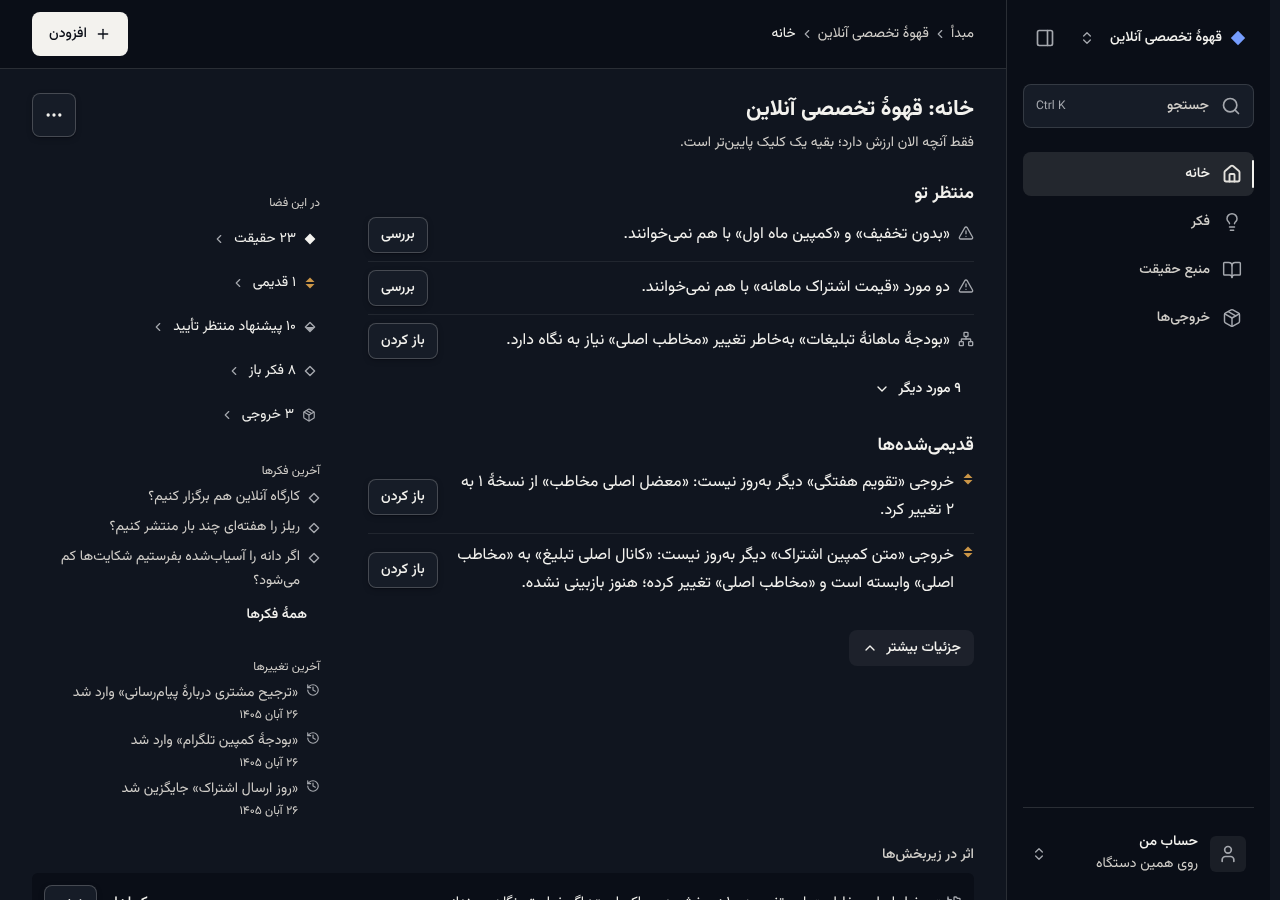 قهوهٔ تخصصی آنلاین
جستجو
Ctrl K
خانه
فکر
منبع حقیقت
خروجی‌ها
حساب من
روی همین دستگاه
مبدأ
قهوهٔ تخصصی آنلاین
خانه
افزودن
خانه: قهوهٔ تخصصی آنلاین
فقط آنچه الان ارزش دارد؛ بقیه یک کلیک پایین‌تر است.
منتظر تو
«بدون تخفیف» و «کمپین ماه اول» با هم نمی‌خوانند.
بررسی
دو مورد «قیمت اشتراک ماهانه» با هم نمی‌خوانند.
بررسی
«بودجهٔ ماهانهٔ تبلیغات» به‌خاطر تغییر «مخاطب اصلی» نیاز به نگاه دارد.
باز کردن
۹ مورد دیگر
قدیمی‌شده‌ها
خروجی «تقویم هفتگی» دیگر به‌روز نیست: «معضل اصلی مخاطب» از نسخهٔ ۱ به
۲ تغییر کرد.
باز کردن
خروجی «متن کمپین اشتراک» دیگر به‌روز نیست: «کانال اصلی تبلیغ» به «مخاطب
اصلی» وابسته است و «مخاطب اصلی» تغییر کرده؛ هنوز بازبینی نشده.
باز کردن
جزئیات بیشتر
در این فضا
۲۳ حقیقت
۱ قدیمی
۱۰ پیشنهاد منتظر تأیید
۸ فکر باز
۳ خروجی
آخرین فکرها
کارگاه آنلاین هم برگزار کنیم؟
ریلز را هفته‌ای چند بار منتشر کنیم؟
اگر دانه را آسیاب‌شده بفرستیم شکایت‌ها کم
می‌شود؟
همهٔ فکرها
آخرین تغییرها
«ترجیح مشتری دربارهٔ پیام‌رسانی» وارد شد
۲۶ آبان ۱۴۰۵
«بودجهٔ کمپین تلگرام» وارد شد
۲۶ آبان ۱۴۰۵
«روز ارسال اشتراک» جایگزین شد
۲۶ آبان ۱۴۰۵
اثر در زیربخش‌ها